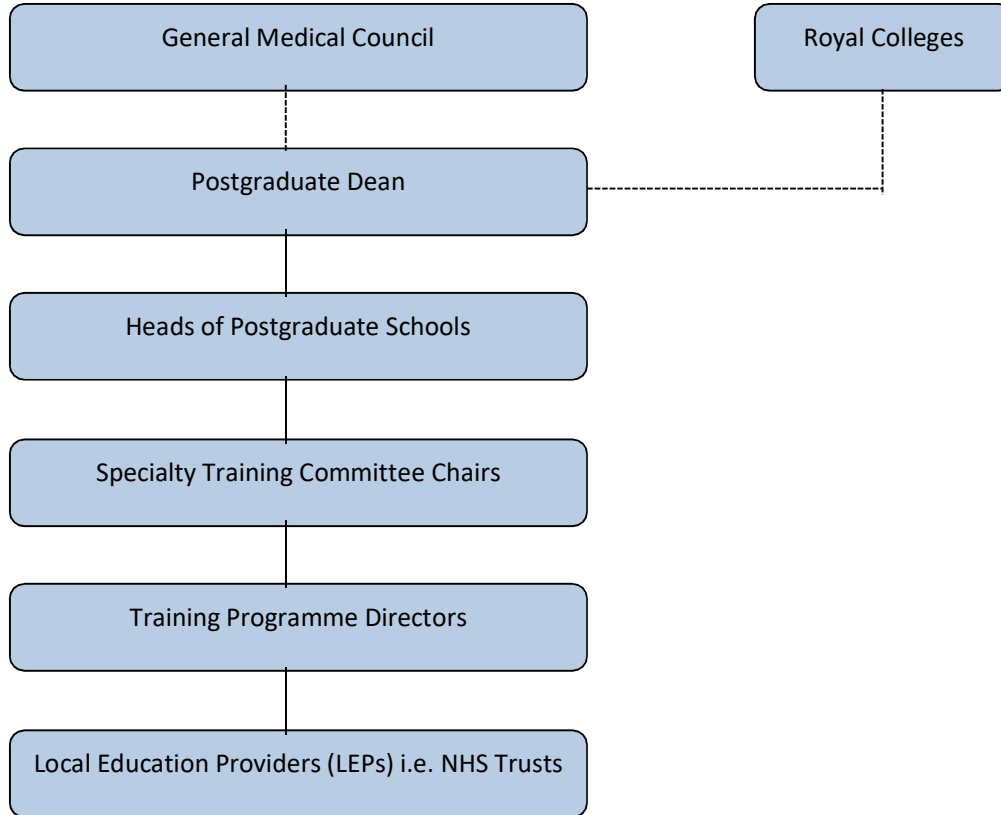 General Medical Council
Royal Colleges
Postgraduate Dean
Heads of Postgraduate Schools
Specialty Training Committee Chairs
Training Programme Directors
Local Education Providers (LEPs) i.e. NHS Trusts